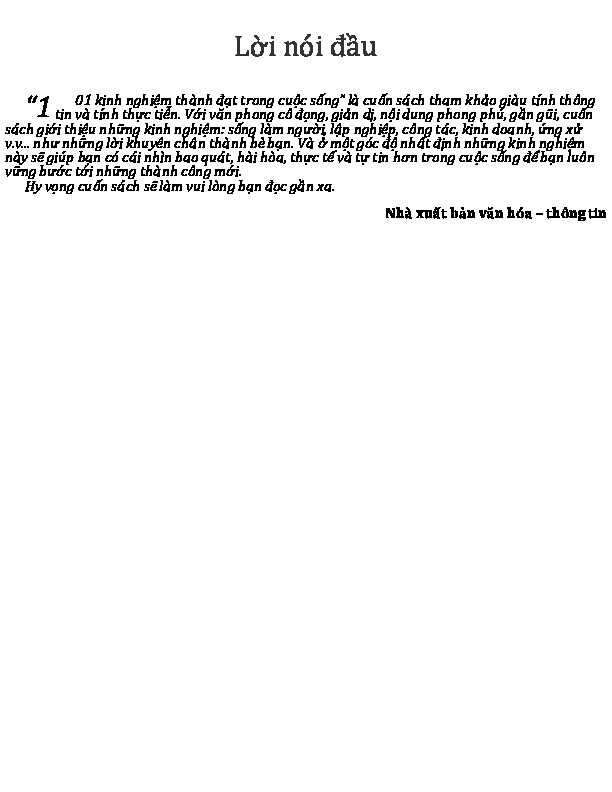 Lời nói đầu
“101 kinh nghiệm thành đạt trong cuộc sống” là cuốn sách tham khảo giàu tính thông
tin và tính thực tiễn. Với văn phong cô đọng, giản dị, nội dung phong phú, gần gũi, cuốn
sách giới thiệu những kinh nghiệm: sống làm người, lập nghiệp, công tác, kinh doanh, ứng xử
v.v... như những lời khuyên chân thành bè bạn. Và ở một góc độ nhất định những kinh nghiệm
này sẽ giúp bạn có cái nhìn bao quát, hài hòa, thực tế và tự tin hơn trong cuộc sống để bạn luôn
vững bước tới những thành công mới.
Hy vọng cuốn sách sẽ làm vui lòng bạn đọc gần xa.
Nhà xuất bản văn hóa – thông tin